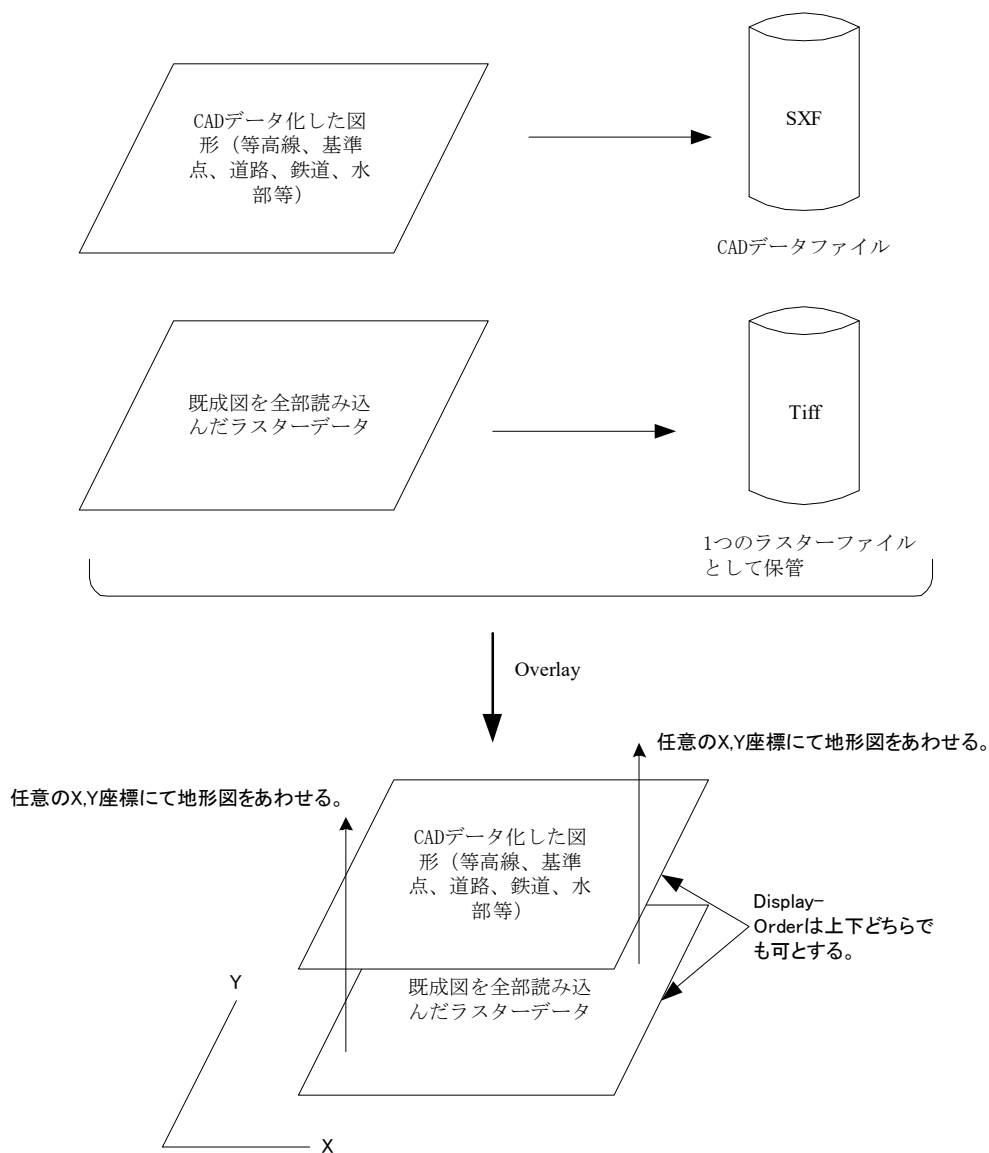 CADデータ化した図
形（等高線、基準
点、道路、鉄道、水
部等）
SXF
CADデータファイル
既成図を全部読み込
んだラスターデータ
Tiff
1つのラスターファイル
として保管
Overlay
任意のX,Y座標にて地形図をあわせる。
任意のX,Y座標にて地形図をあわせる。
CADデータ化した図
形（等高線、基準
点、道路、鉄道、水
部等）
Display-
Orderは上下どちらで
も可とする。
既成図を全部読み込
んだラスターデータ
Y
X